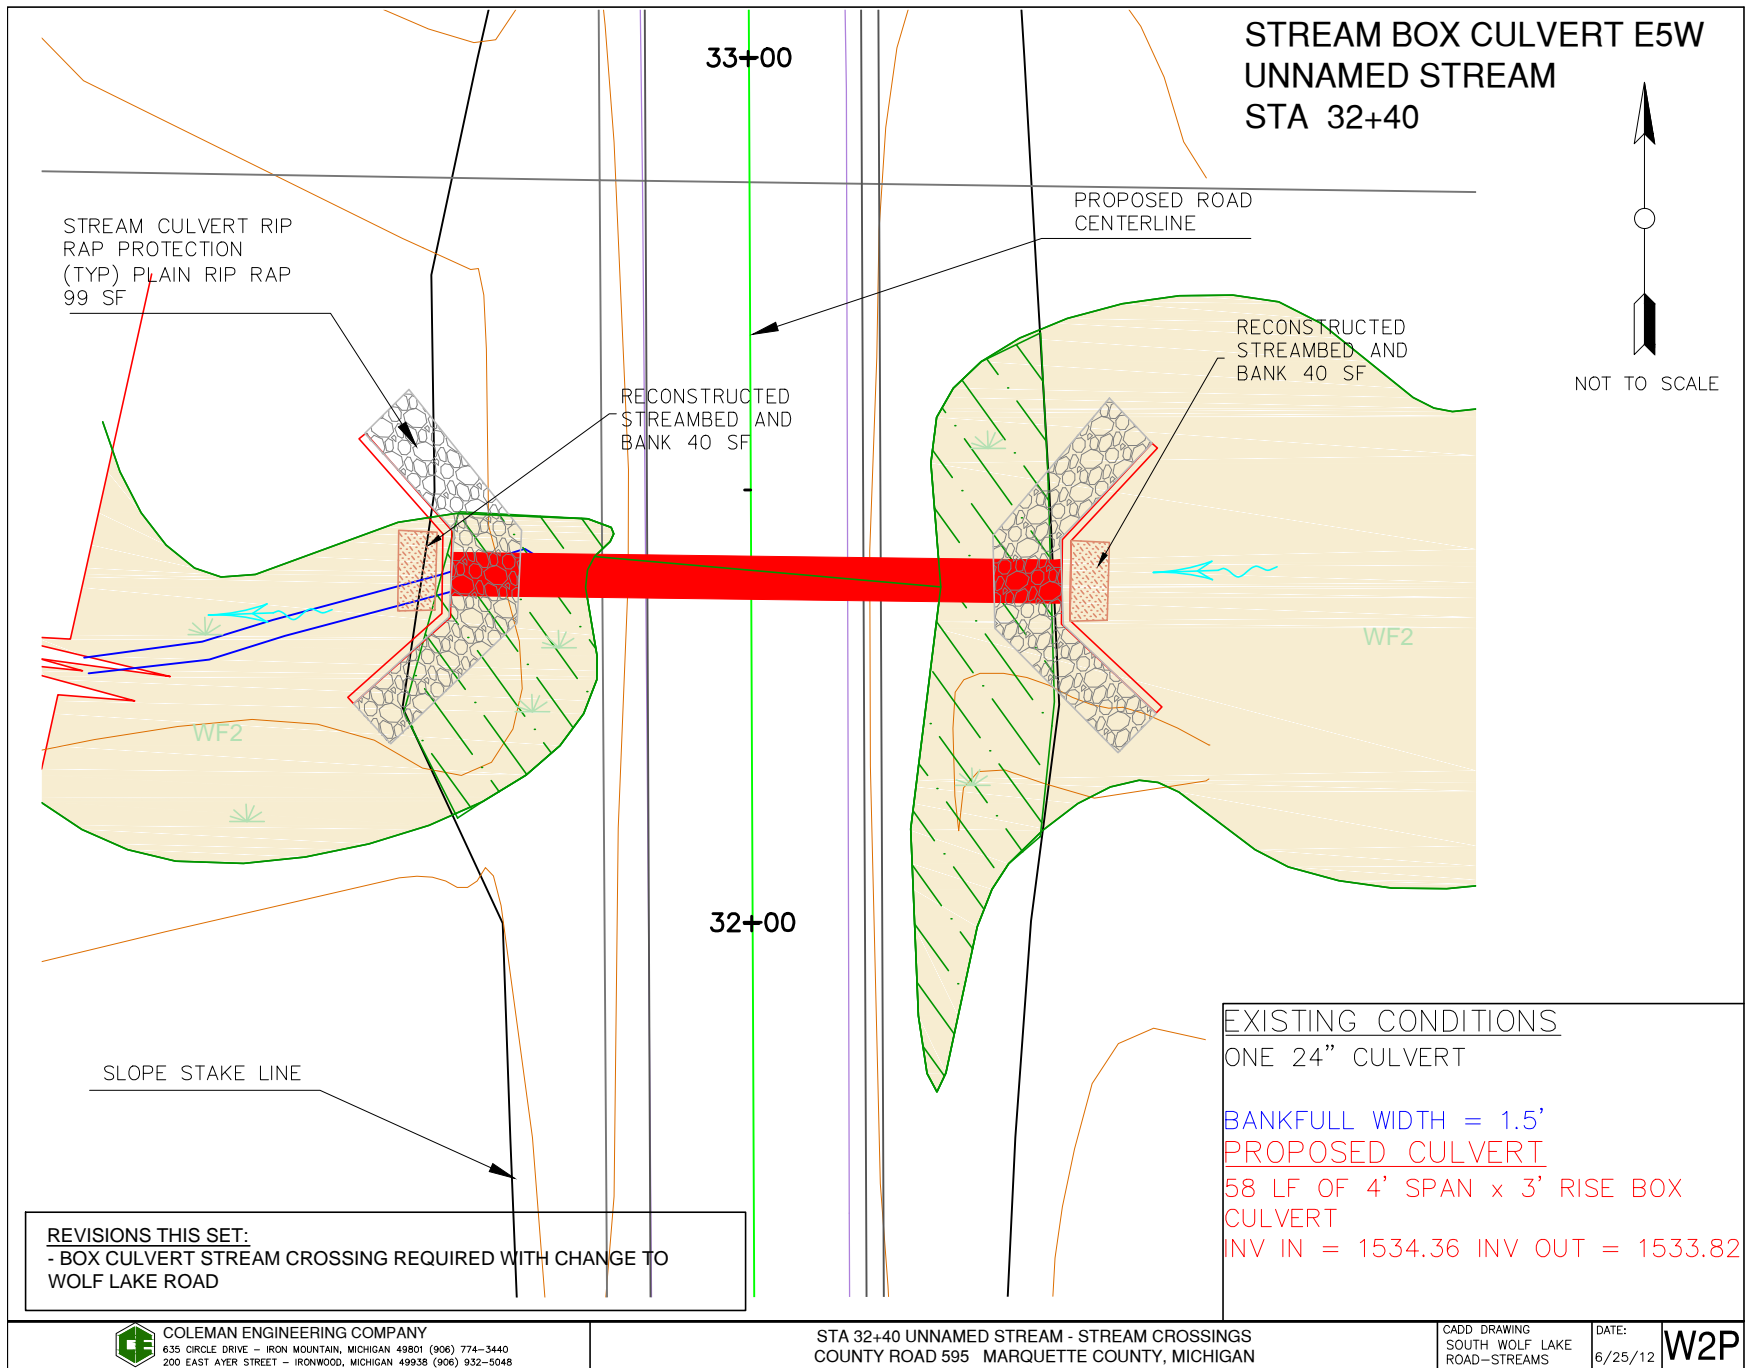 STREAM BOX CULVERT E5W
UNNAMED STREAM
STA 32+40
33+00
PROPOSED ROAD
CENTERLINE
STREAM CULVERT RIP
RAP PROTECTION
(TYP) PLAIN RIP RAP
99 SF
RECONSTRUCTED
STREAMBED AND
BANK 40 SF
NOT TO SCALE
RECONSTRUCTED
STREAMBED AND
BANK 40 SF
WF2
WF2
32+00
SLOPE STAKE LINE
EXISTING CONDITIONS
ONE 24" CULVERT
BANKFULL WIDTH = 1.5'
PROPOSED CULVERT
58 LF OF 4' SPAN x 3' RISE BOX
CULVERT
INV IN = 1534.36 INV OUT = 1533.82
REVISIONS THIS SET:
- BOX CULVERT STREAM CROSSING REQUIRED WITH CHANGE TO
WOLF LAKE ROAD
CE
COLEMAN ENGINEERING COMPANY
635 CIRCLE DRIVE – IRON MOUNTAIN, MICHIGAN 49801 (906) 774–3440
200 EAST AYER STREET – IRONWOOD, MICHIGAN 49938 (906) 932–5048
STA 32+40 UNNAMED STREAM - STREAM CROSSINGS
COUNTY ROAD 595 MARQUETTE COUNTY, MICHIGAN
CADD DRAWING
SOUTH WOLF LAKE
ROAD–STREAMS
DATE:
6/25/12
W2P